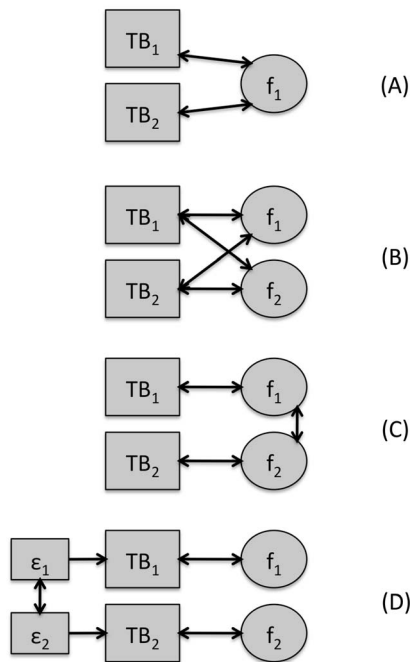 TB₁
f₁
TB₂
(A)
TB₁
f₁
TB₂
f₂
(B)
TB₁
f₁
TB₂
f₂
(C)
ε₁
TB₁
f₁
ε₂
TB₂
f₂
(D)